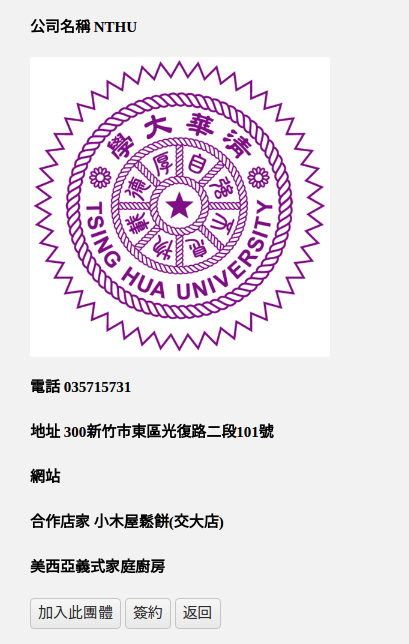 公司名稱 NTHU
學大華清
自強不息厚德載物
TSING HUA UNIVERSITY
電話 035715731
地址 300新竹市東區光復路二段101號
網站
合作店家 小木屋鬆餅(交大店)
美西亞義式家庭廚房
加入此團體 簽約 返回